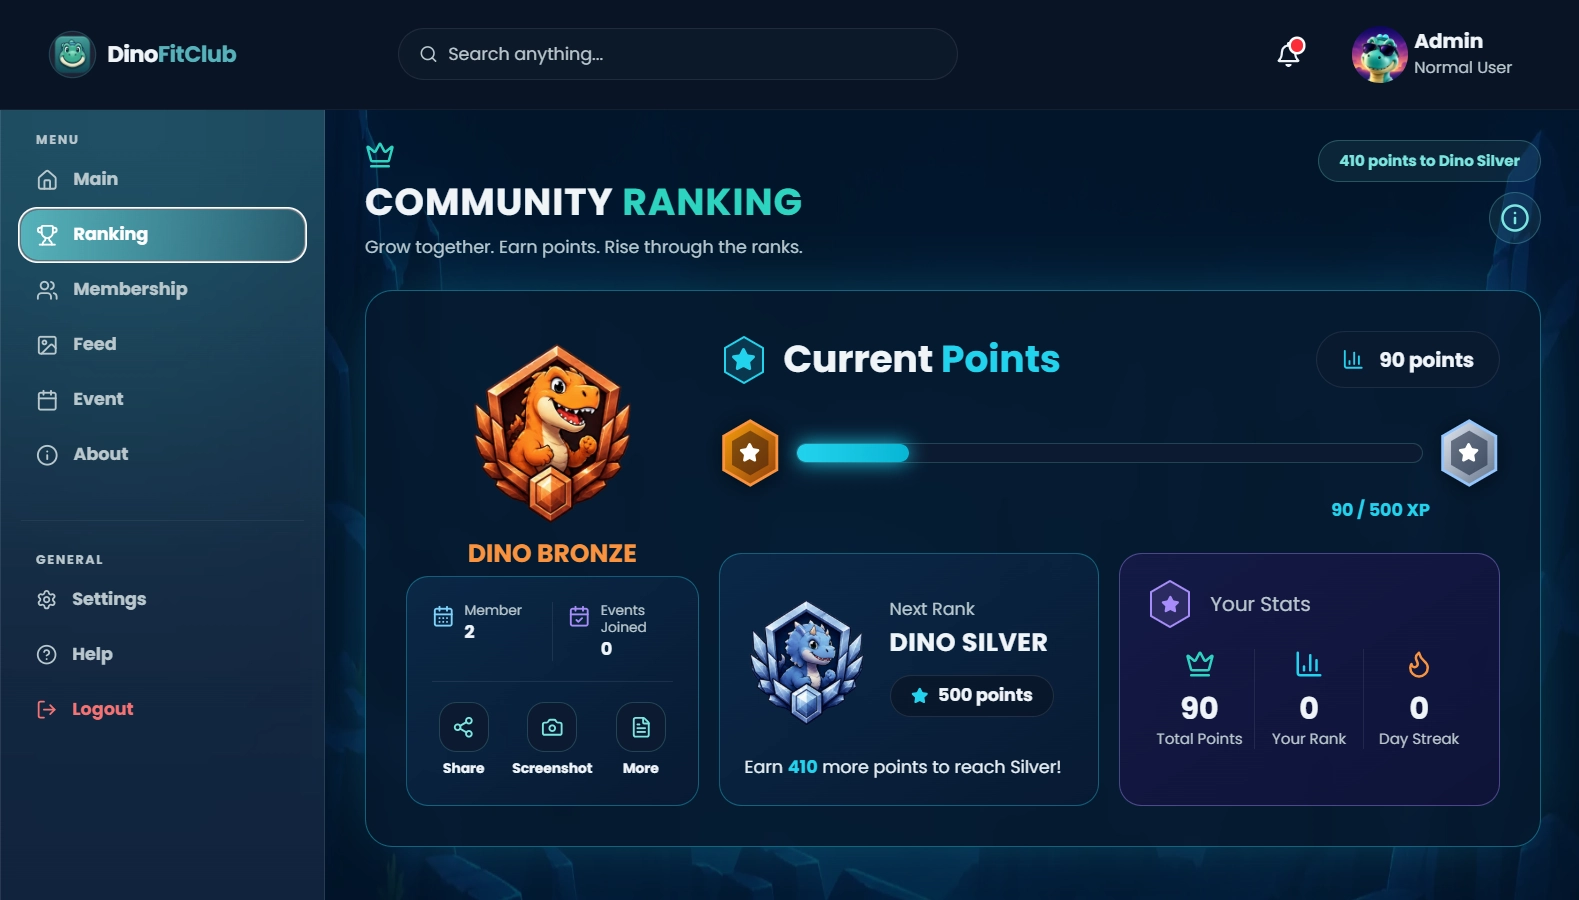 DinoFitClub
Search anything...
Admin
Normal User
MENU
Main
Ranking
Membership
Feed
Event
About
GENERAL
Settings
Help
Logout
410 points to Dino Silver
COMMUNITY RANKING
Grow together. Earn points. Rise through the ranks.
DINO BRONZE
Member
2
Events
Joined
0
Share
Screenshot
More
Current Points
90 points
90 / 500 XP
Next Rank
DINO SILVER
500 points
Earn 410 more points to reach Silver!
Your Stats
90
Total Points
0
Your Rank
0
Day Streak